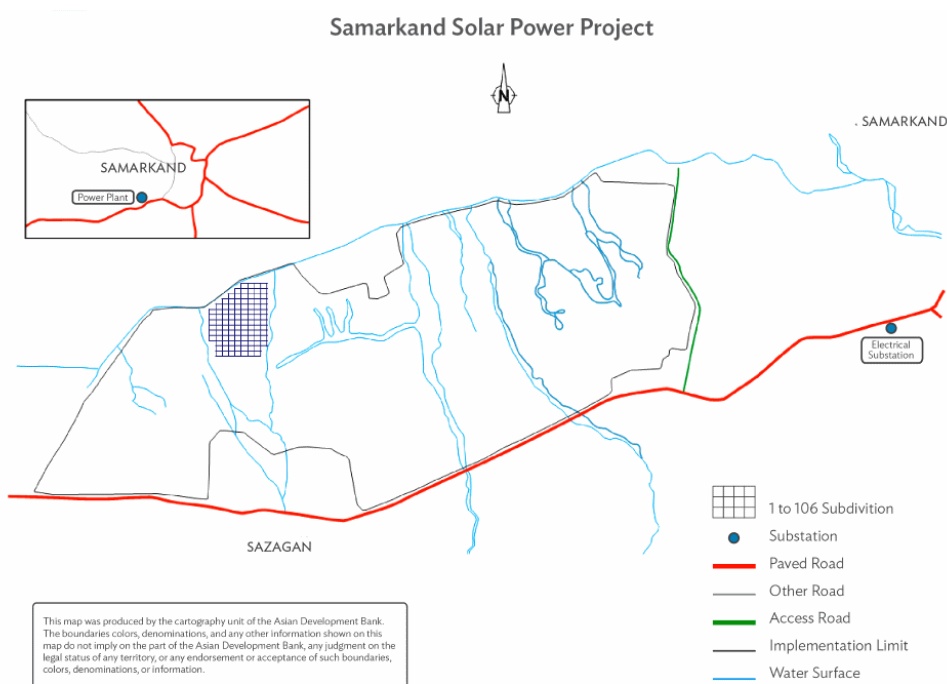 Samarkand Solar Power Project
N
SAMARKAND
SAMARKAND
Power Plant
Electrical
Substation
SAZAGAN
1 to 106 Subdivition
Substation
Paved Road
Other Road
Access Road
Implementation Limit
Water Surface
This map was produced by the cartography unit of the Asian Development Bank.
The boundaries colors, denominations, and any other information shown on this
map do not imply on the part of the Asian Development Bank, any judgment on the
legal status of any territory, or any endorsement or acceptance of such boundaries,
colors, denominations, or information.